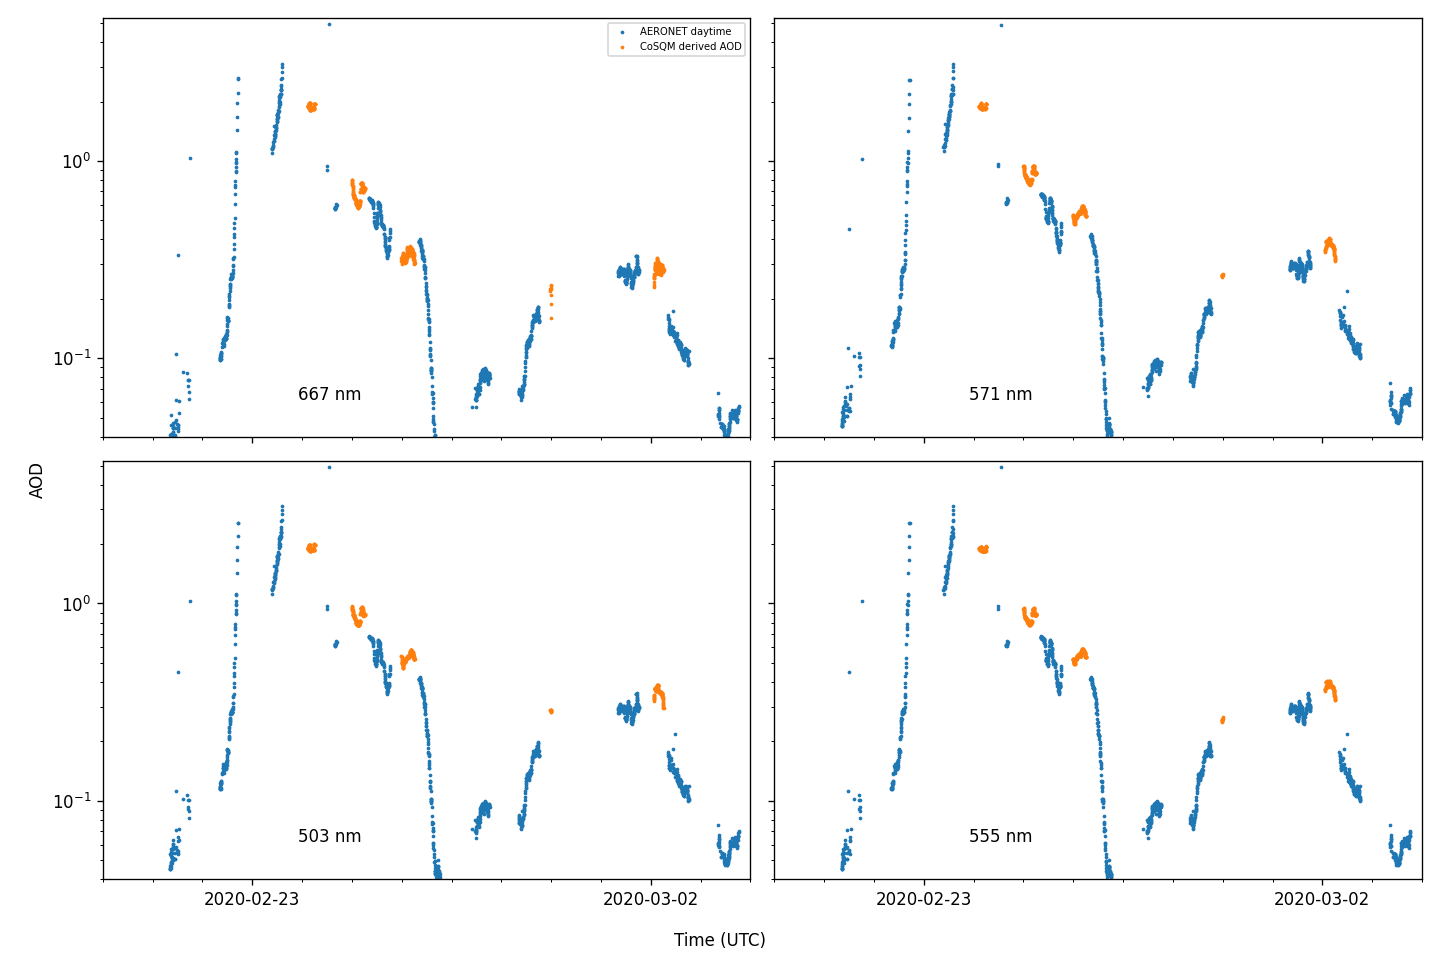 AERONET daytime
CoSQM derived AOD
10⁰
10⁻¹
667 nm
571 nm
AOD
10⁰
10⁻¹
503 nm
555 nm
2020-02-23
2020-03-02
2020-02-23
2020-03-02
Time (UTC)